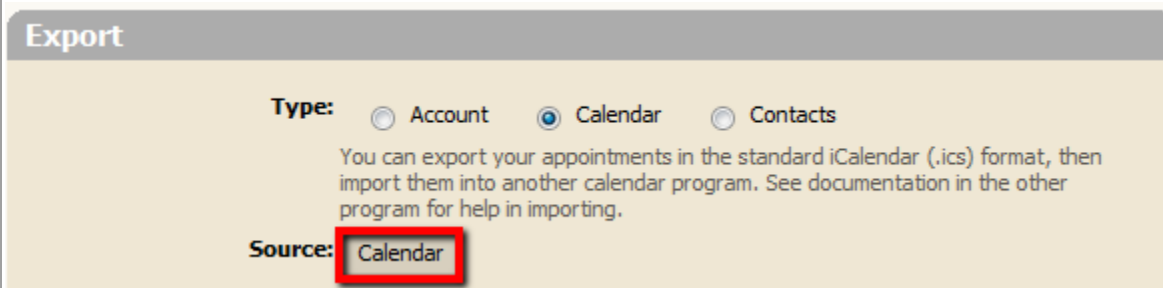 Export
Type: Account Calendar Contacts
You can export your appointments in the standard iCalendar (.ics) format, then
import them into another calendar program. See documentation in the other
program for help in importing.
Source: Calendar